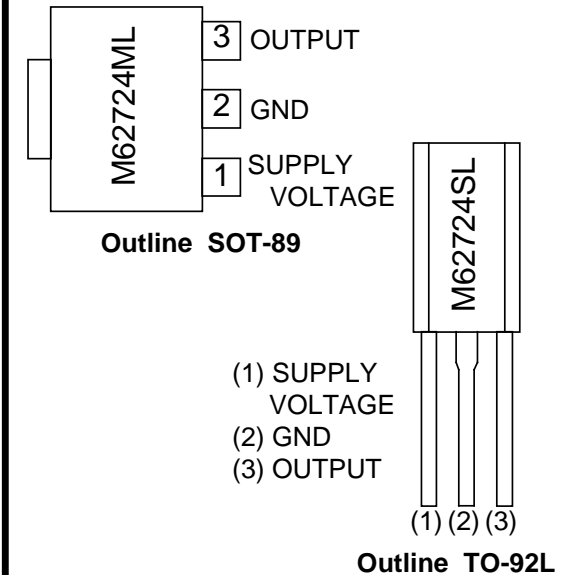 M62724ML
3 OUTPUT
2 GND
1 SUPPLY
VOLTAGE
Outline SOT-89
M62724SL
(1) SUPPLY
VOLTAGE
(2) GND
(3) OUTPUT
(1) (2) (3)
Outline TO-92L